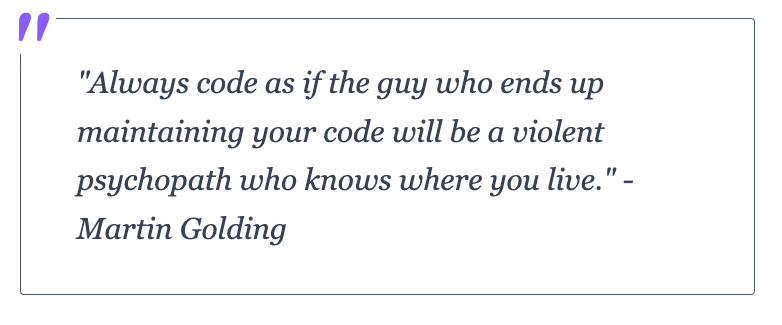 "
"Always code as if the guy who ends up
maintaining your code will be a violent
psychopath who knows where you live." -
Martin Golding